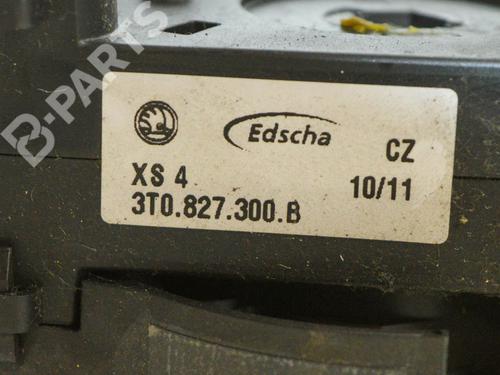 B-Parts
Edscha
CZ
XS 4
10/11
3T0.827.300.B